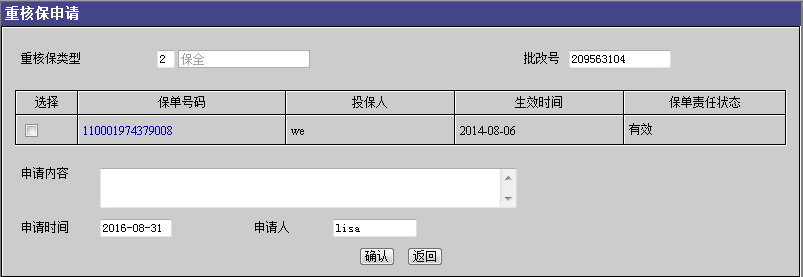 重核保申请
重核保类型 2 保全 批改号 209563104
选择 保单号码 投保人 生效时间 保单责任状态
110001974379008 we 2014-08-06 有效
申请内容
申请时间 2016-08-31 申请人 lisa
确认 返回